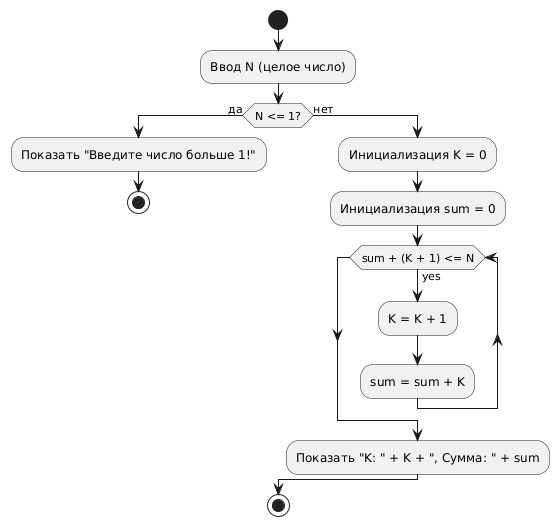 Ввод N (целое число)
да
N <= 1?
нет
Показать "Введите число больше 1!"
Инициализация K = 0
Инициализация sum = 0
sum + (K + 1) <= N
yes
K = K + 1
sum = sum + K
Показать "K: " + K + ", Сумма: " + sum